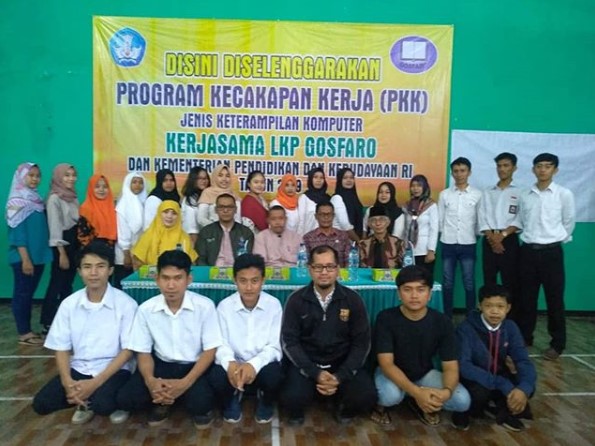 DISINI DISELENGGARAKAN
PROGRAM KECAKAPAN KERJA (PKK)
JENIS KETERAMPILAN KOMPUTER
KERJASAMA LKP GOSFARO
DAN KEMENTERIAN PENDIDIKAN DAN KEBUDAYAAN RI